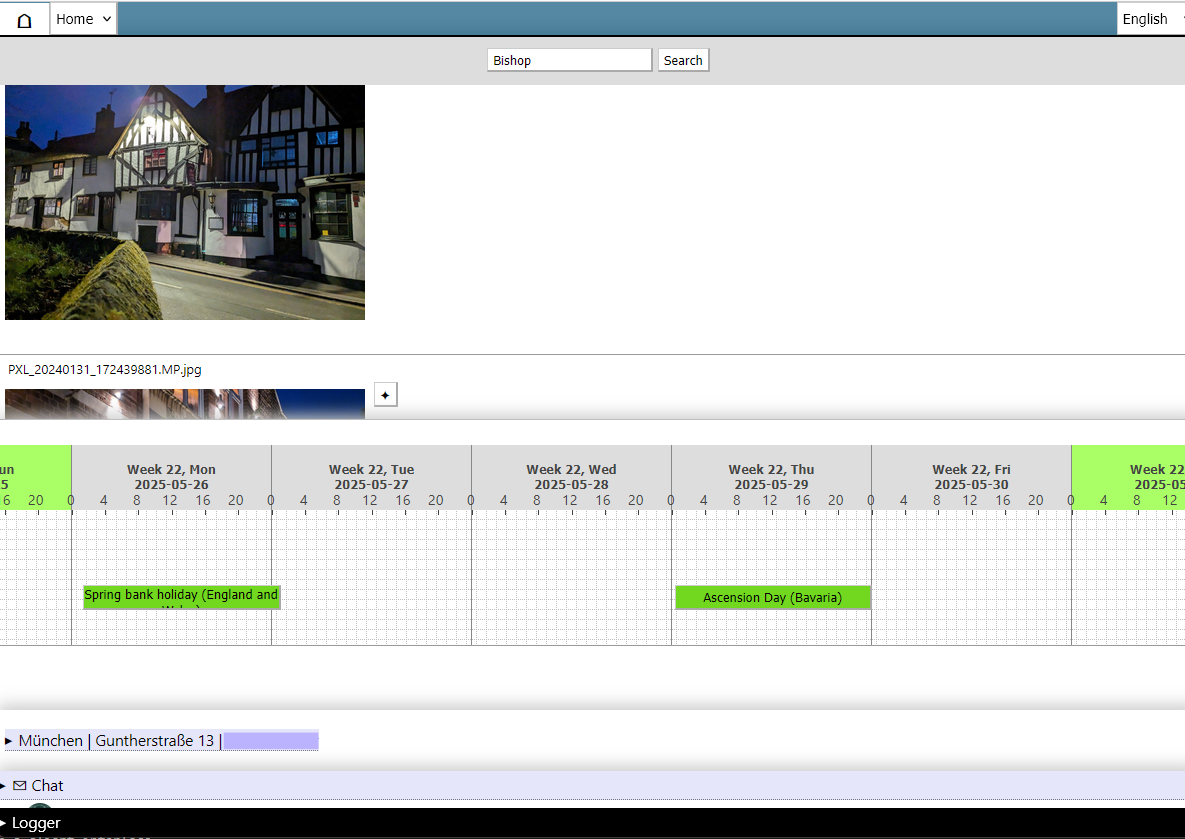 Home
English
Bishop
Search
PXL_20240131_172439881.MP.jpg
un
Week 22, Mon
Week 22, Tue
Week 22, Wed
Week 22, Thu
Week 22, Fri
Week 22
5
2025-05-26
2025-05-27
2025-05-28
2025-05-29
2025-05-30
2025-05
16 20 0 4 8 12 16 20 0 4 8 12 16 20 0 4 8 12 16 20 0 4 8 12 16 20 0 4 8 12 16 20 0 4 8 12
Spring bank holiday (England and
Ascension Day (Bavaria)
München | Guntherstraße 13 |
Chat
Logger